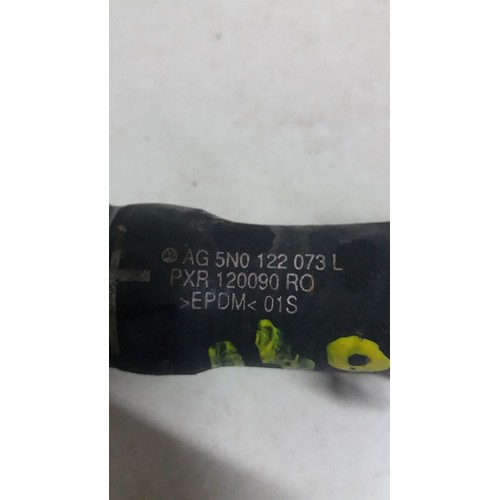 AG 5N0 122 073 L
PXR 120090 RO
>EPDM< 01S